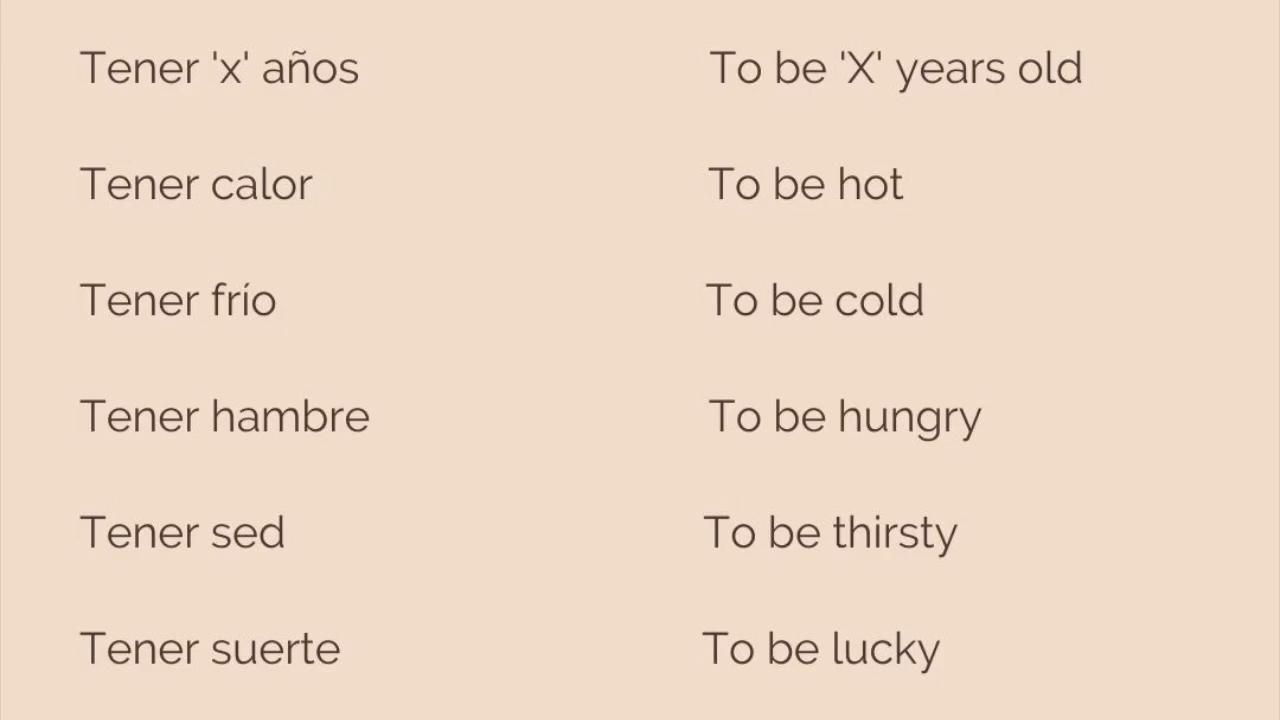 Tener 'x' años To be 'X' years old
Tener calor To be hot
Tener frío To be cold
Tener hambre To be hungry
Tener sed To be thirsty
Tener suerte To be lucky